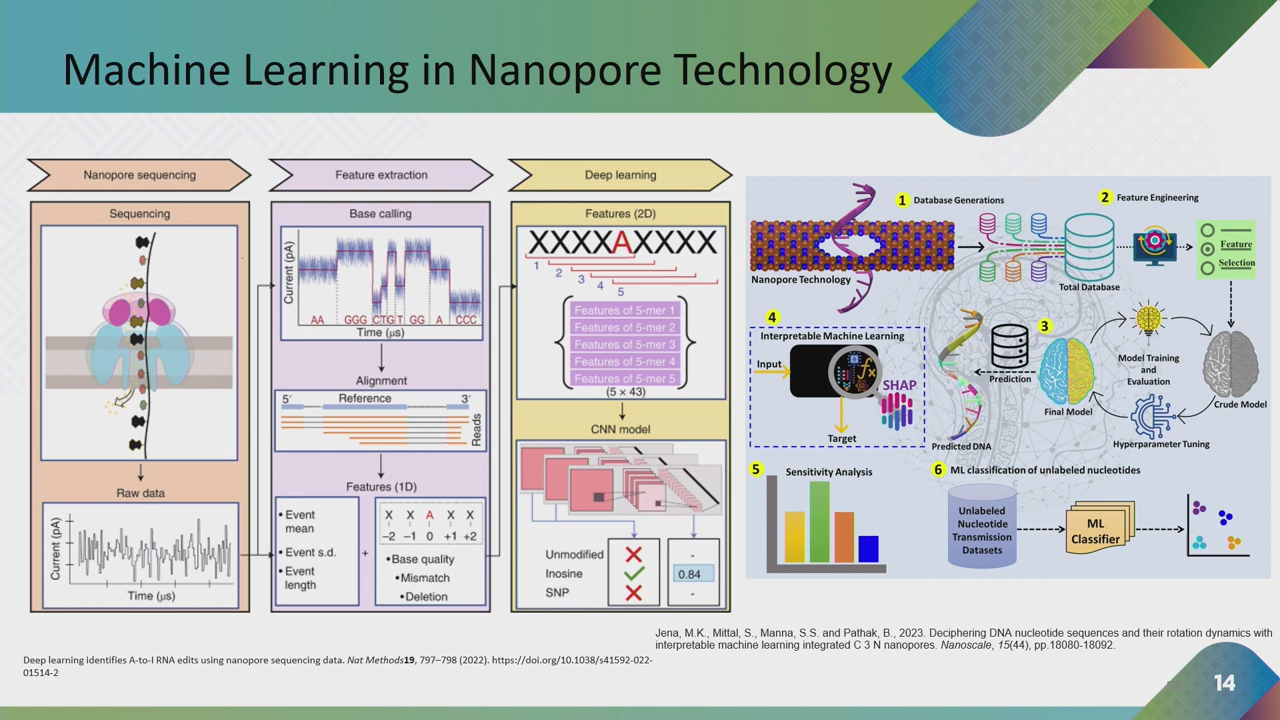 Machine Learning in Nanopore Technology
Nanopore sequencing
Sequencing
Raw data
Current (pA)
Time (µs)
Feature extraction
Base calling
Current (pA)
AA GGG CTGT GG A CCC
Time (µs)
Alignment
5′ Reference 3′
Reads
Features (1D)
• Event
mean
• Event s.d.
• Event
length
+
X X A X X
–2 –1 0 +1 +2
•Base quality
•Mismatch
•Deletion
Deep learning
Features (2D)
XXXXAXXXX
1
2
3
4
5
Features of 5-mer 1
Features of 5-mer 2
Features of 5-mer 3
Features of 5-mer 4
Features of 5-mer 5
(5 × 43)
CNN model
Unmodified -
Inosine 0.84
SNP -
1 Database Generations
2 Feature Engineering
Nanopore Technology
Total Database
Feature
Selection
4
Interpretable Machine Learning
Input
fx
SHAP
Target
3
Prediction
Predicted DNA
Final Model
Model Training
and
Evaluation
Crude Model
Hyperparameter Tuning
5 Sensitivity Analysis
6 ML classification of unlabeled nucleotides
Unlabeled
Nucleotide
Transmission
Datasets
ML
Classifier
Jena, M.K., Mittal, S., Manna, S.S. and Pathak, B., 2023. Deciphering DNA nucleotide sequences and their rotation dynamics with
interpretable machine learning integrated C 3 N nanopores. Nanoscale, 15(44), pp.18080-18092.
Deep learning identifies A-to-I RNA edits using nanopore sequencing data. Nat Methods19, 797–798 (2022). https://doi.org/10.1038/s41592-022-
01514-2
14